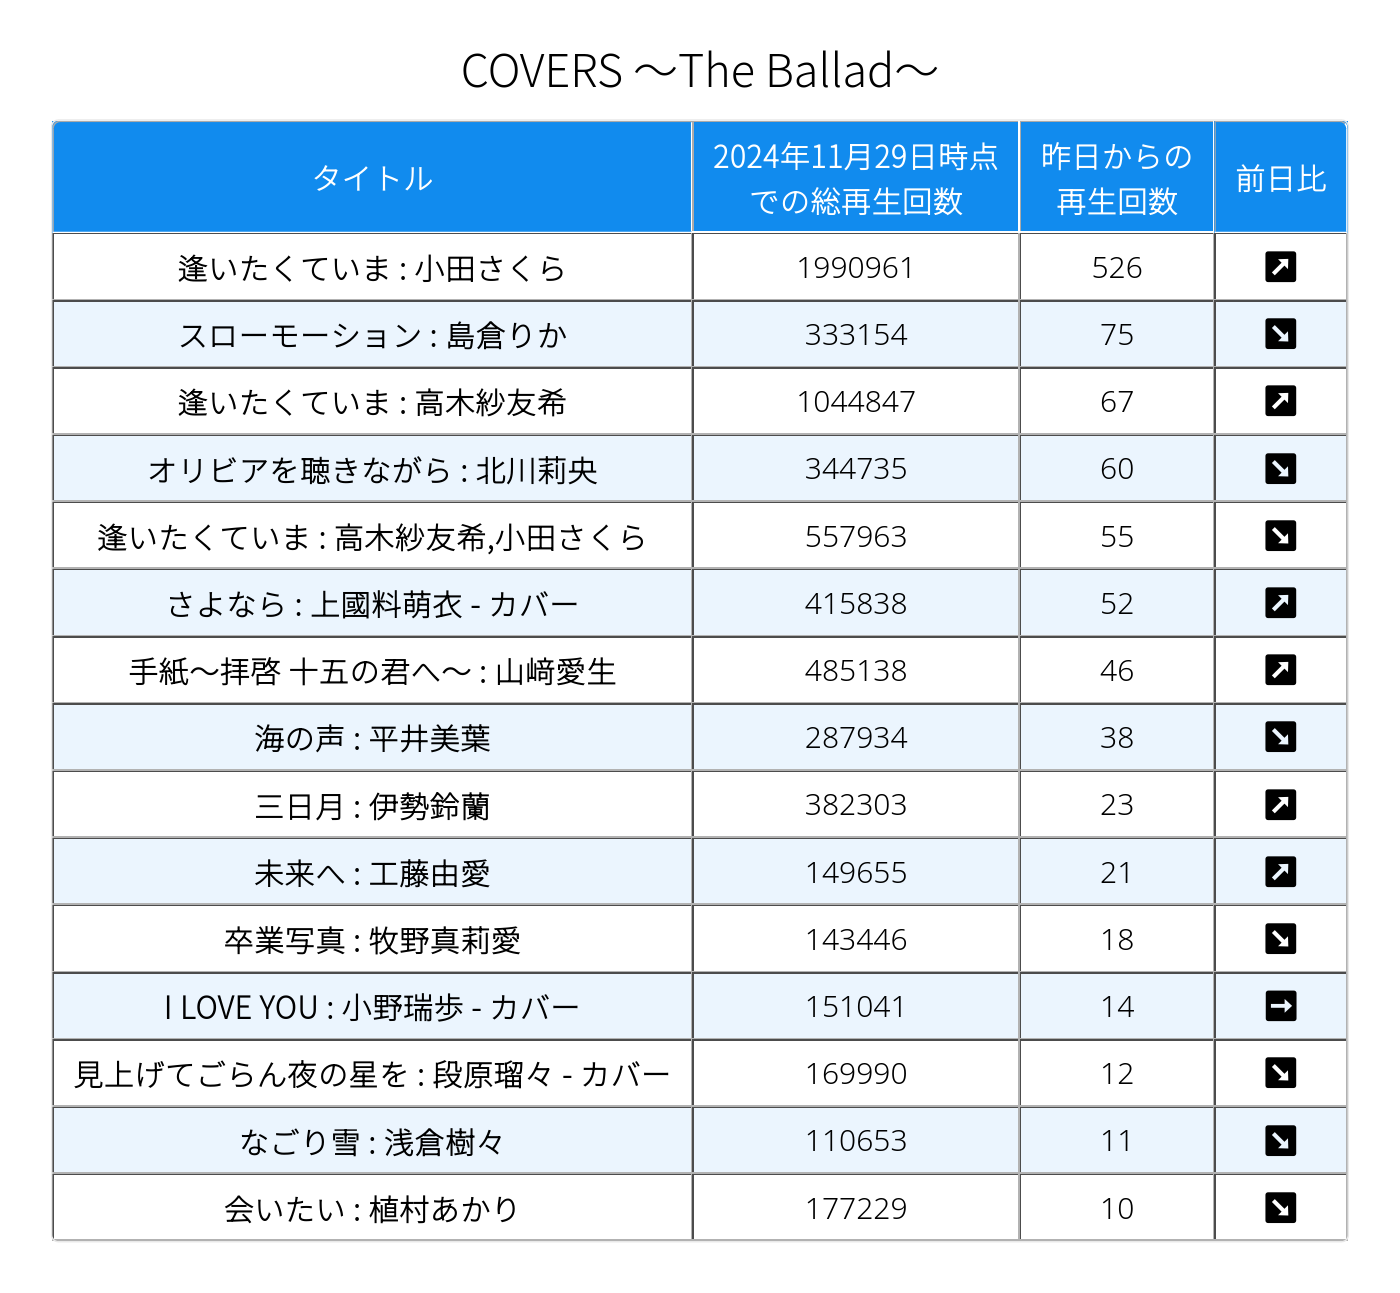 COVERS ～The Ballad～
タイトル
2024年11月29日時点
での総再生回数
昨日からの
再生回数
前日比
逢いたくていま : 小田さくら 1990961 526 ↗
スローモーション : 島倉りか 333154 75 ↘
逢いたくていま : 高木紗友希 1044847 67 ↗
オリビアを聴きながら : 北川莉央 344735 60 ↘
逢いたくていま : 高木紗友希,小田さくら 557963 55 ↘
さよなら : 上國料萌衣 - カバー 415838 52 ↗
手紙～拝啓 十五の君へ～ : 山﨑愛生 485138 46 ↗
海の声 : 平井美葉 287934 38 ↘
三日月 : 伊勢鈴蘭 382303 23 ↗
未来へ : 工藤由愛 149655 21 ↗
卒業写真 : 牧野真莉愛 143446 18 ↘
I LOVE YOU : 小野瑞歩 - カバー 151041 14 →
見上げてごらん夜の星を : 段原瑠々 - カバー 169990 12 ↘
なごり雪 : 浅倉樹々 110653 11 ↘
会いたい : 植村あかり 177229 10 ↘